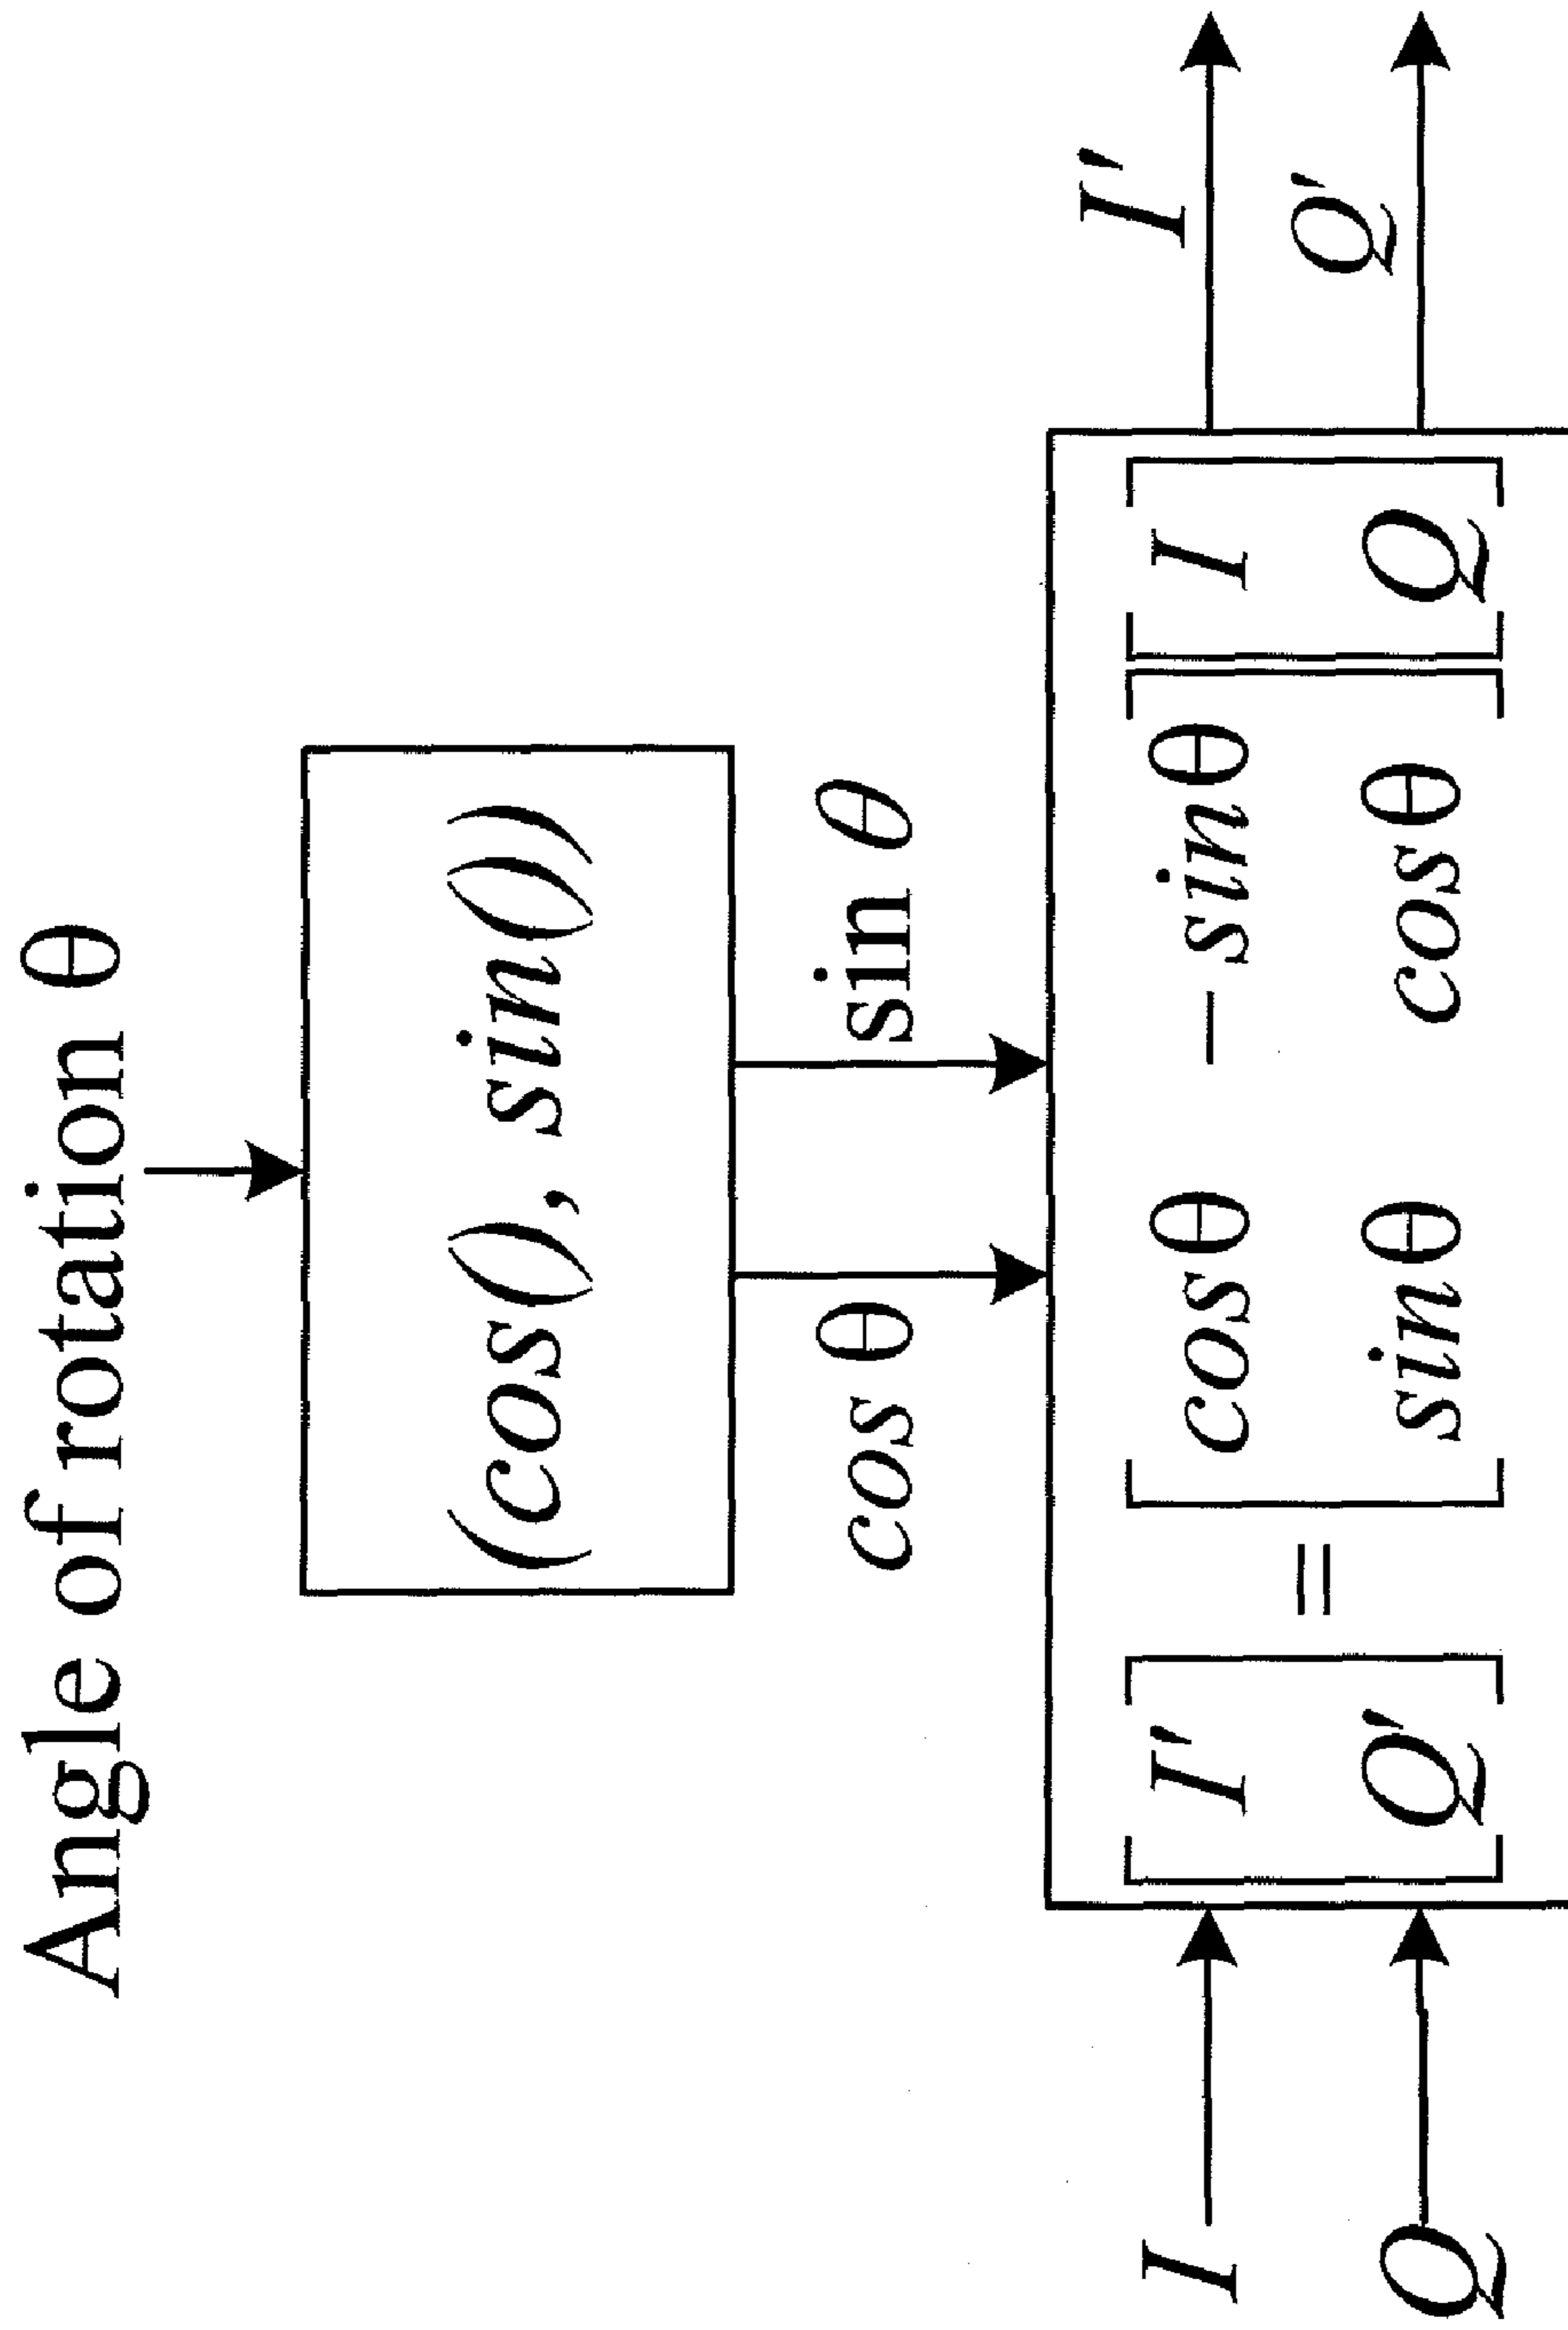 Angle of rotation θ
(cos(), sin())
cos θ sin θ
I I'
Q Q'
[I'] = [cosθ − sinθ] [I]
[Q'] [sinθ cosθ] [Q]